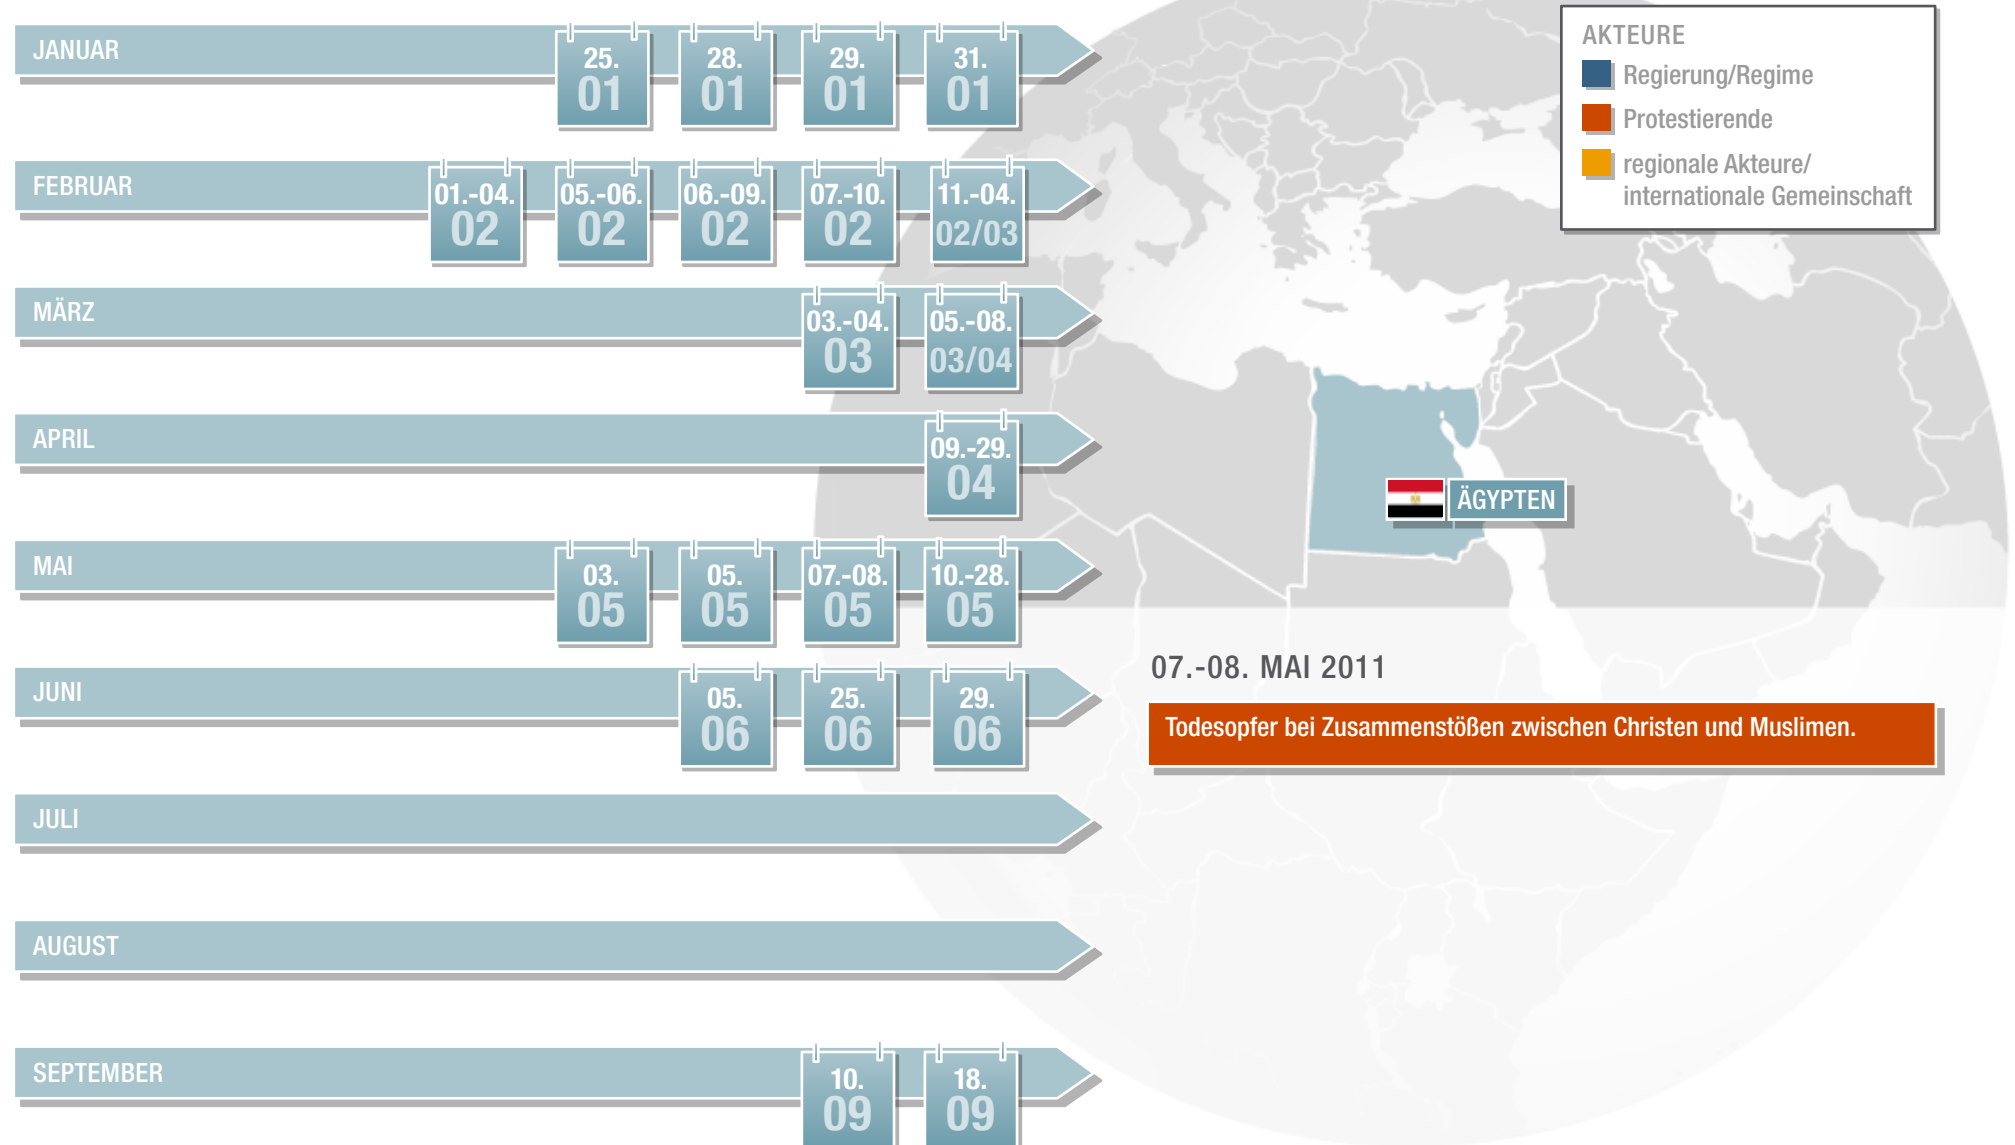 JANUAR
25.
01
28.
01
29.
01
31.
01
FEBRUAR
01.-04.
02
05.-06.
02
06.-09.
02
07.-10.
02
11.-04.
02/03
MÄRZ
03.-04.
03
05.-08.
03/04
APRIL
09.-29.
04
MAI
03.
05
05.
05
07.-08.
05
10.-28.
05
JUNI
05.
06
25.
06
29.
06
JULI
AUGUST
SEPTEMBER
10.
09
18.
09
AKTEURE
Regierung/Regime
Protestierende
regionale Akteure/
internationale Gemeinschaft
ÄGYPTEN
07.-08. MAI 2011
Todesopfer bei Zusammenstößen zwischen Christen und Muslimen.